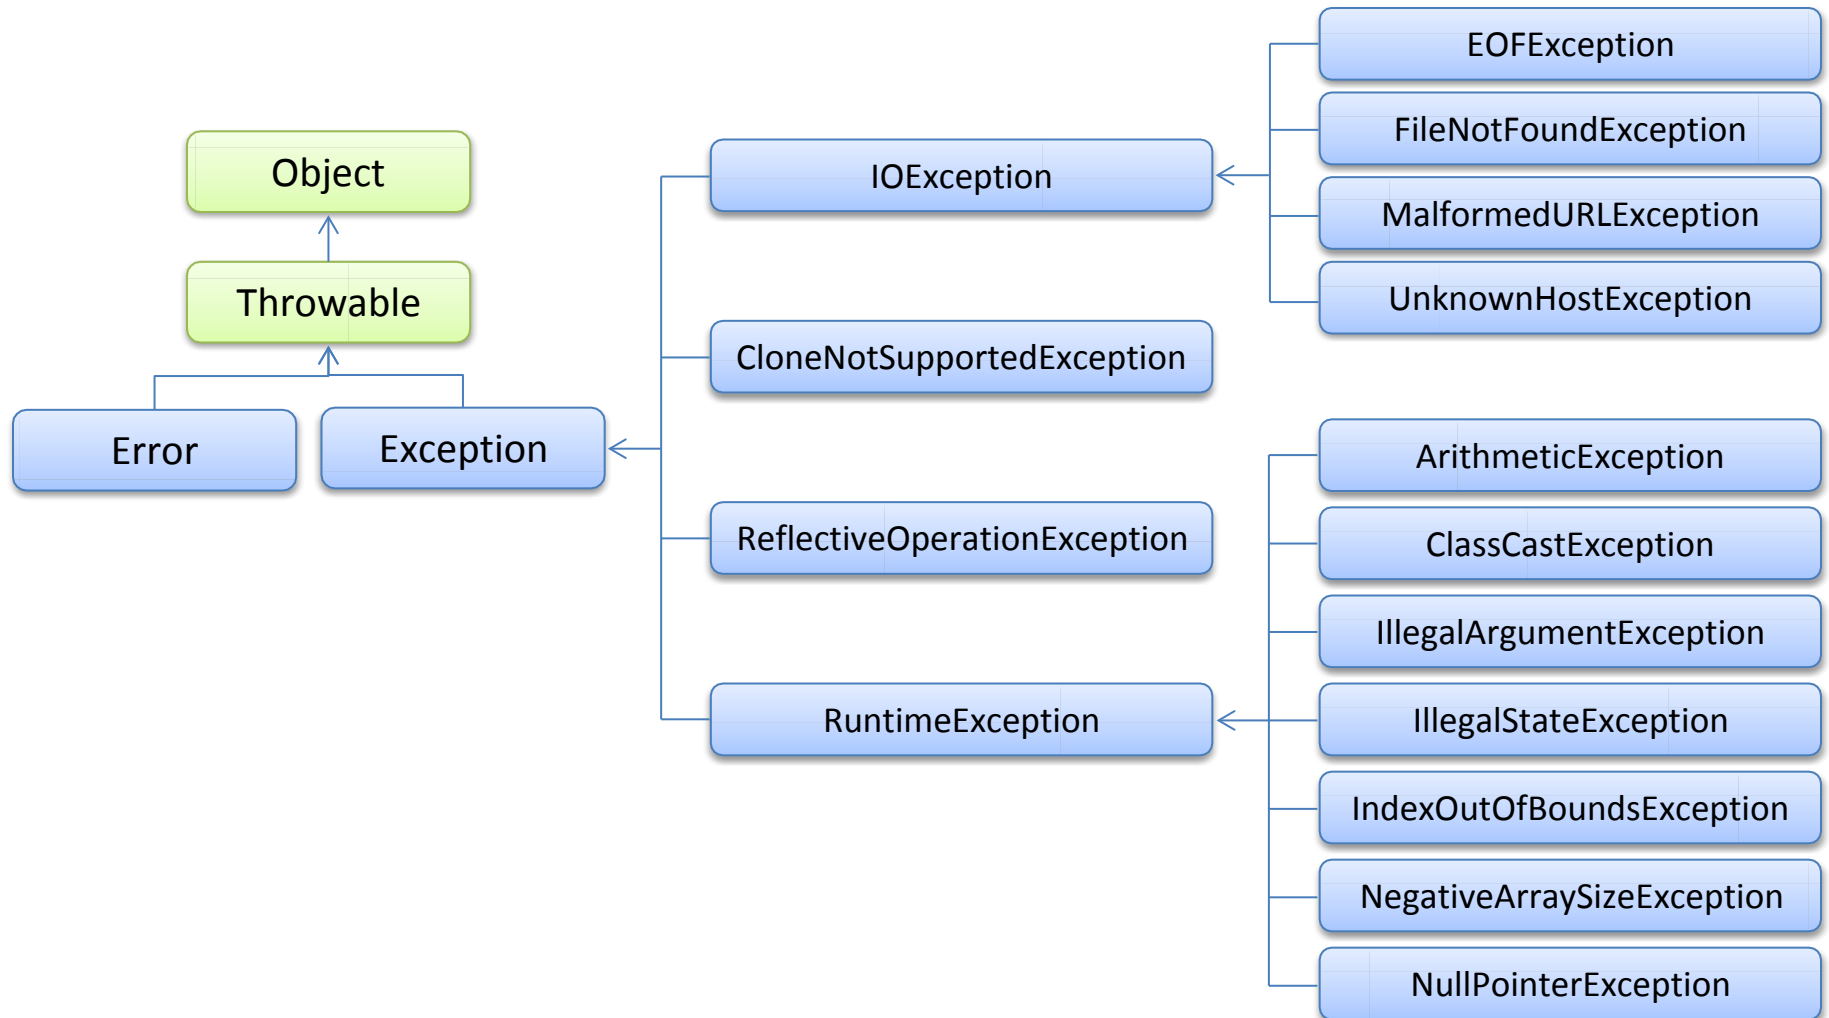 Object
Throwable
Error
Exception
IOException
CloneNotSupportedException
ReflectiveOperationException
RuntimeException
EOFException
FileNotFoundException
MalformedURLException
UnknownHostException
ArithmeticException
ClassCastException
IllegalArgumentException
IllegalStateException
IndexOutOfBoundsException
NegativeArraySizeException
NullPointerException